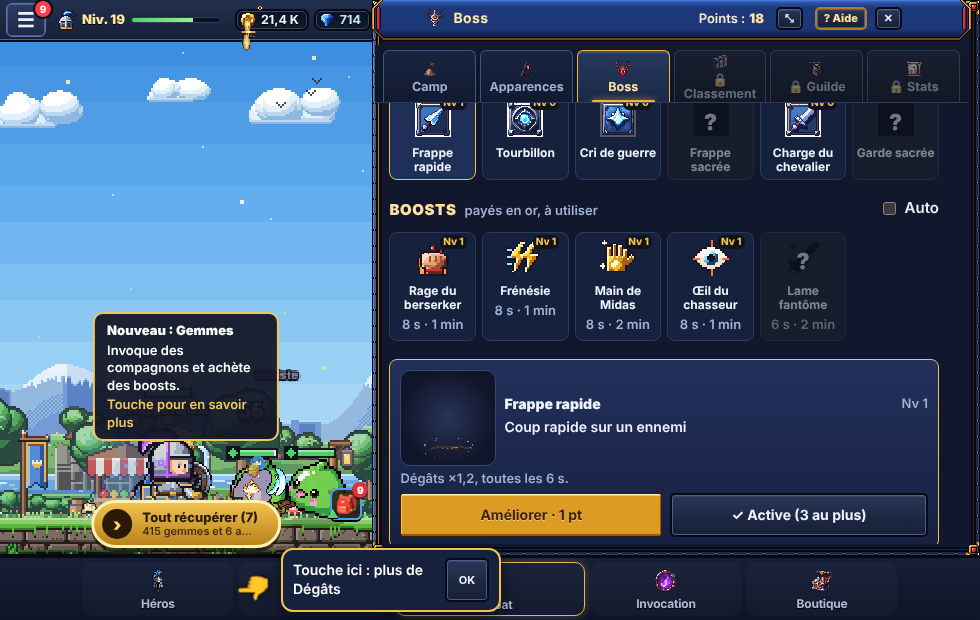 9
Niv. 19
21,4 K
714
Boss
Points : 18
? Aide
Camp
Apparences
Boss
Classement
Guilde
Stats
Frappe rapide
Tourbillon
Cri de guerre
?
Frappe sacrée
Charge du chevalier
?
Garde sacrée
BOOSTS payés en or, à utiliser
Auto
Nv 1
Rage du berserker
8 s · 1 min
Nv 1
Frénésie
8 s · 1 min
Nv 1
Main de Midas
8 s · 2 min
Nv 1
Œil du chasseur
8 s · 1 min
?
Lame fantôme
6 s · 2 min
Nouveau : Gemmes
Invoque des
compagnons et achète
des boosts.
Touche pour en savoir
plus
Frappe rapide
Nv 1
Coup rapide sur un ennemi
Dégâts ×1,2, toutes les 6 s.
Améliorer · 1 pt
✓ Active (3 au plus)
9
Tout récupérer (7)
415 gemmes et 6 a...
Touche ici : plus de
Dégâts
OK
Héros
Invocation
Boutique